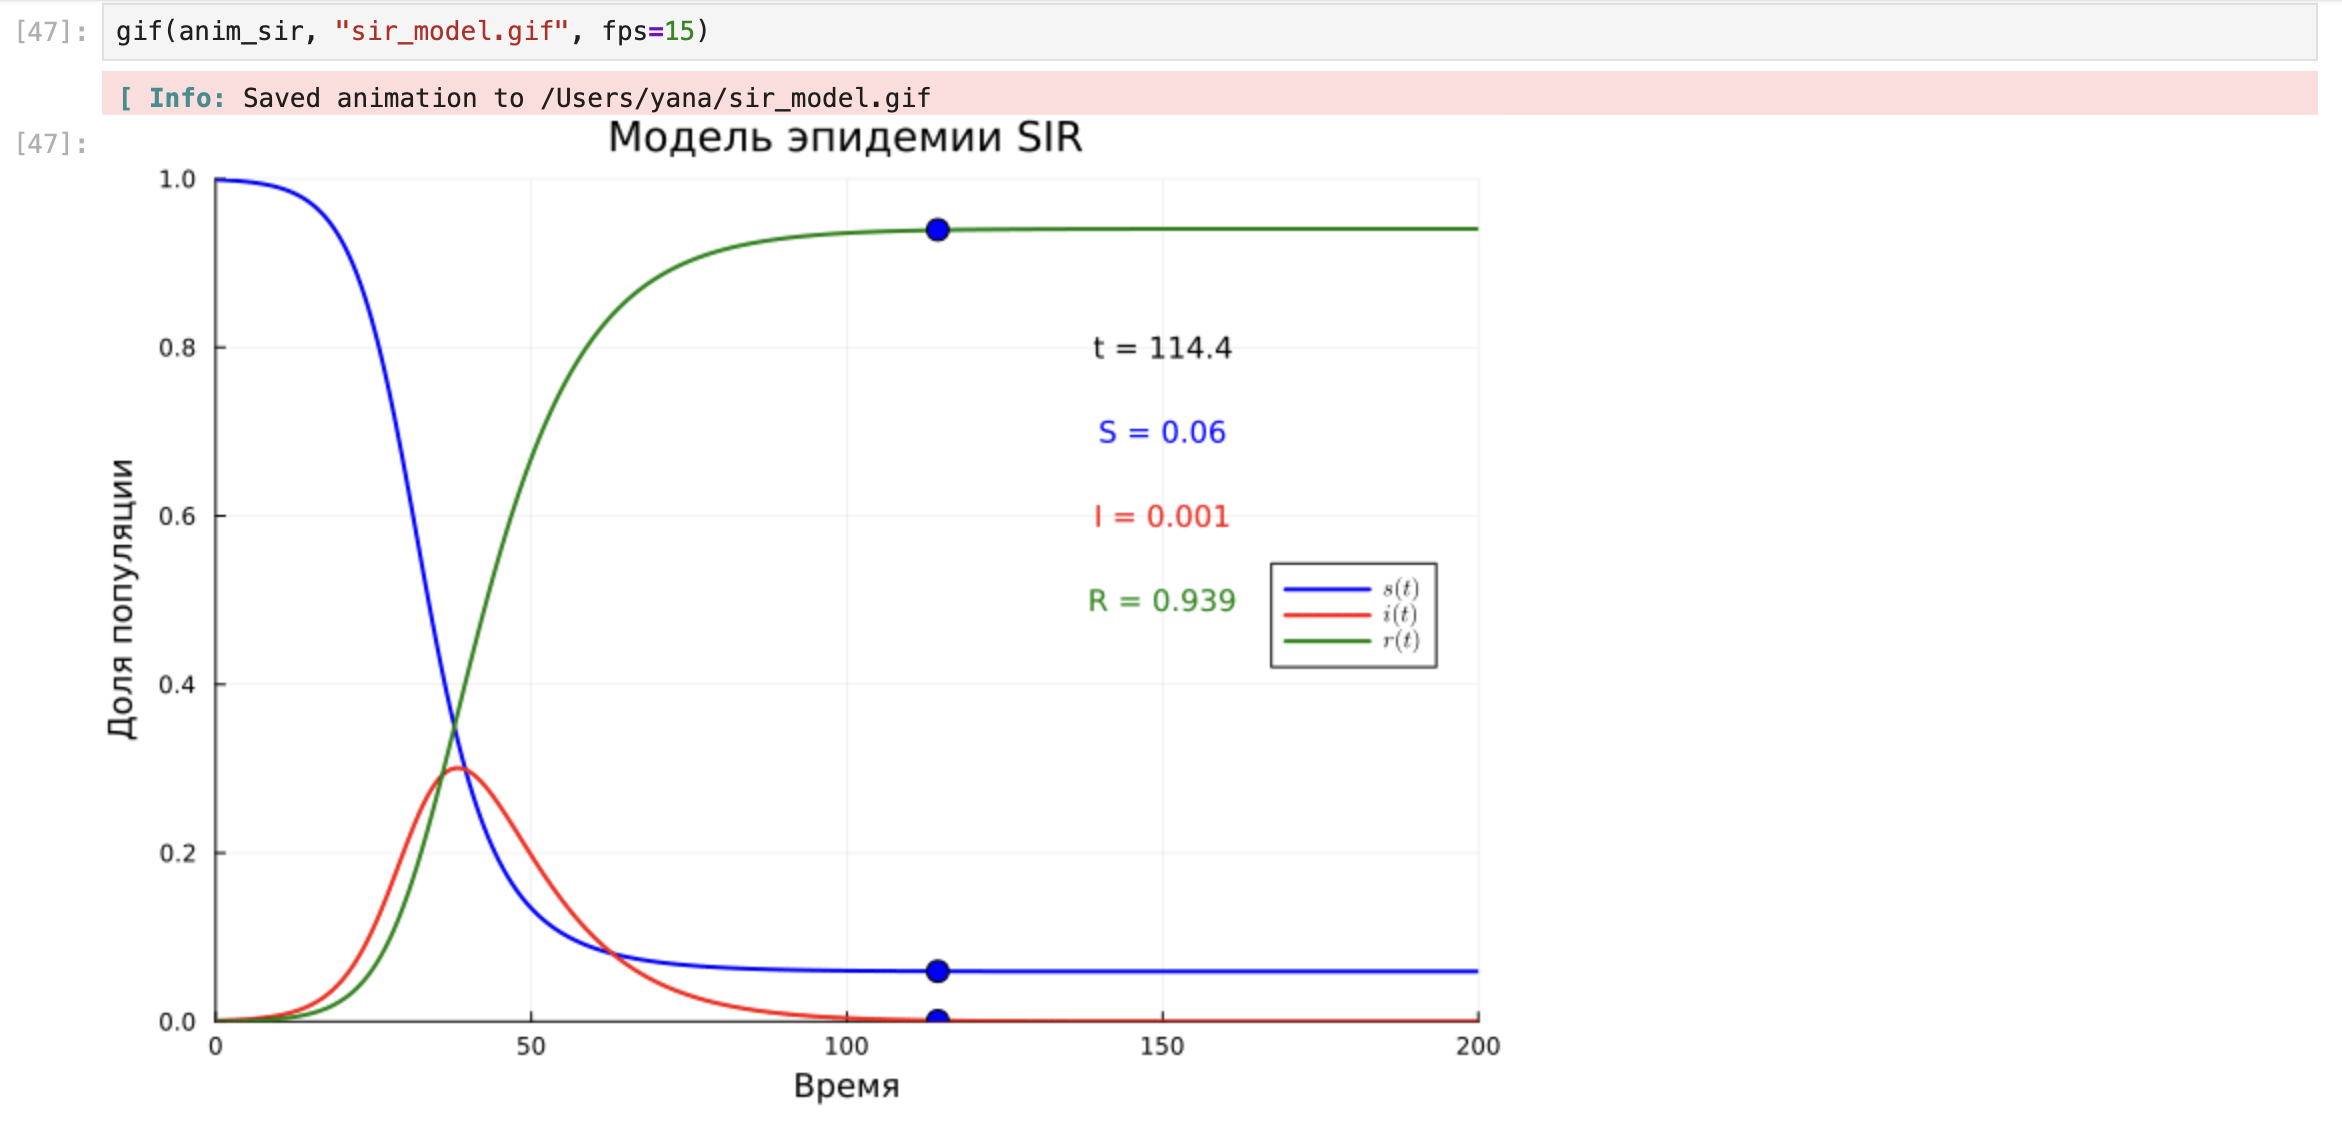 [47]: gif(anim_sir, "sir_model.gif", fps=15)
[ Info: Saved animation to /Users/yana/sir_model.gif
[47]:
Модель эпидемии SIR
1.0
0.8
0.6
0.4
0.2
0.0
Доля популяции
t = 114.4
S = 0.06
I = 0.001
R = 0.939
s(t)
i(t)
r(t)
0 50 100 150 200
Время